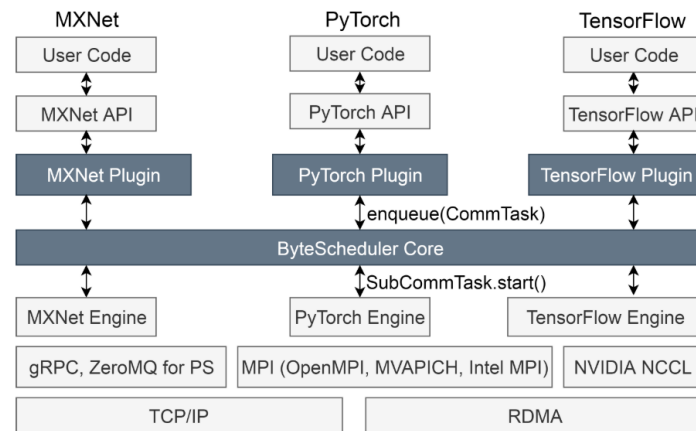 MXNet
PyTorch
TensorFlow
User Code
User Code
User Code
MXNet API
PyTorch API
TensorFlow API
MXNet Plugin
PyTorch Plugin
TensorFlow Plugin
enqueue(CommTask)
ByteScheduler Core
SubCommTask.start()
MXNet Engine
PyTorch Engine
TensorFlow Engine
gRPC, ZeroMQ for PS
MPI (OpenMPI, MVAPICH, Intel MPI)
NVIDIA NCCL
TCP/IP
RDMA